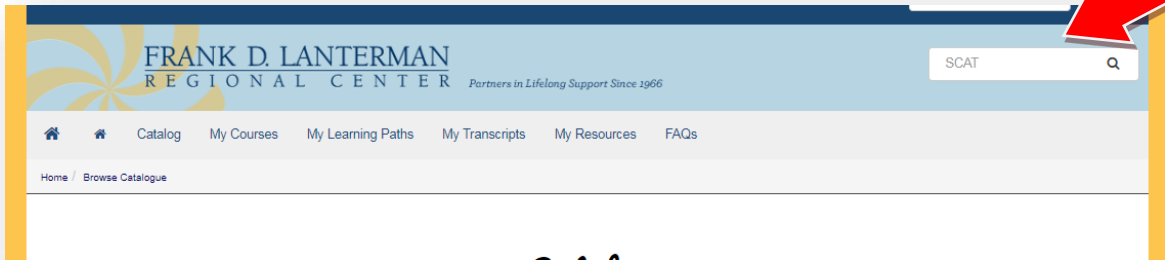 FRANK D. LANTERMAN
REGIONAL CENTER Partners in Lifelong Support Since 1966
SCAT
Catalog My Courses My Learning Paths My Transcripts My Resources FAQs
Home / Browse Catalogue